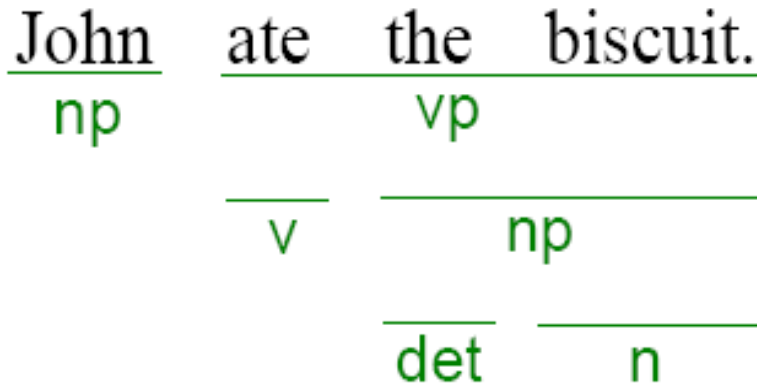 John ate the biscuit.
np vp
v np
det n